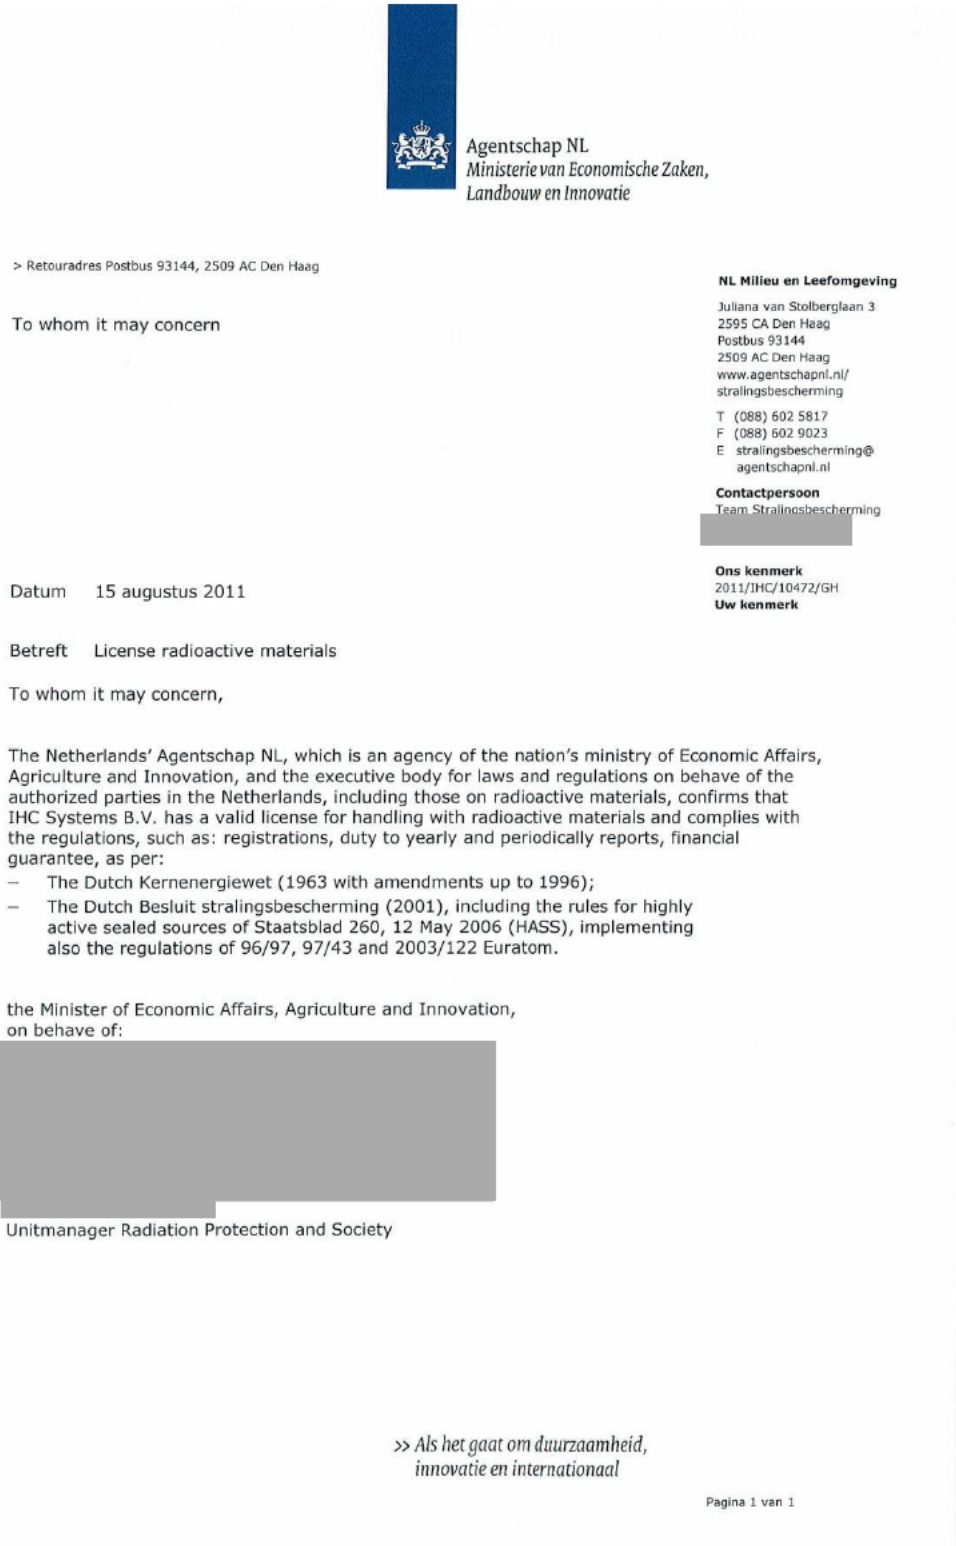 Agentschap NL
Ministerie van Economische Zaken,
Landbouw en Innovatie
> Retouradres Postbus 93144, 2509 AC Den Haag
To whom it may concern
NL Milieu en Leefomgeving
Juliana van Stolberglaan 3
2595 CA Den Haag
Postbus 93144
2509 AC Den Haag
www.agentschapnl.nl/
stralingsbescherming
T (088) 602 5817
F (088) 602 9023
E stralingsbescherming@
agentschapnl.nl
Contactpersoon
Team Stralingsbescherming
Ons kenmerk
2011/IHC/10472/GH
Uw kenmerk
Datum 15 augustus 2011
Betreft License radioactive materials
To whom it may concern,
The Netherlands' Agentschap NL, which is an agency of the nation's ministry of Economic Affairs,
Agriculture and Innovation, and the executive body for laws and regulations on behave of the
authorized parties in the Netherlands, including those on radioactive materials, confirms that
IHC Systems B.V. has a valid license for handling with radioactive materials and complies with
the regulations, such as: registrations, duty to yearly and periodically reports, financial
guarantee, as per:
– The Dutch Kernenergiewet (1963 with amendments up to 1996);
– The Dutch Besluit stralingsbescherming (2001), including the rules for highly
active sealed sources of Staatsblad 260, 12 May 2006 (HASS), implementing
also the regulations of 96/97, 97/43 and 2003/122 Euratom.
the Minister of Economic Affairs, Agriculture and Innovation,
on behave of:
Unitmanager Radiation Protection and Society
>> Als het gaat om duurzaamheid,
innovatie en internationaal
Pagina 1 van 1